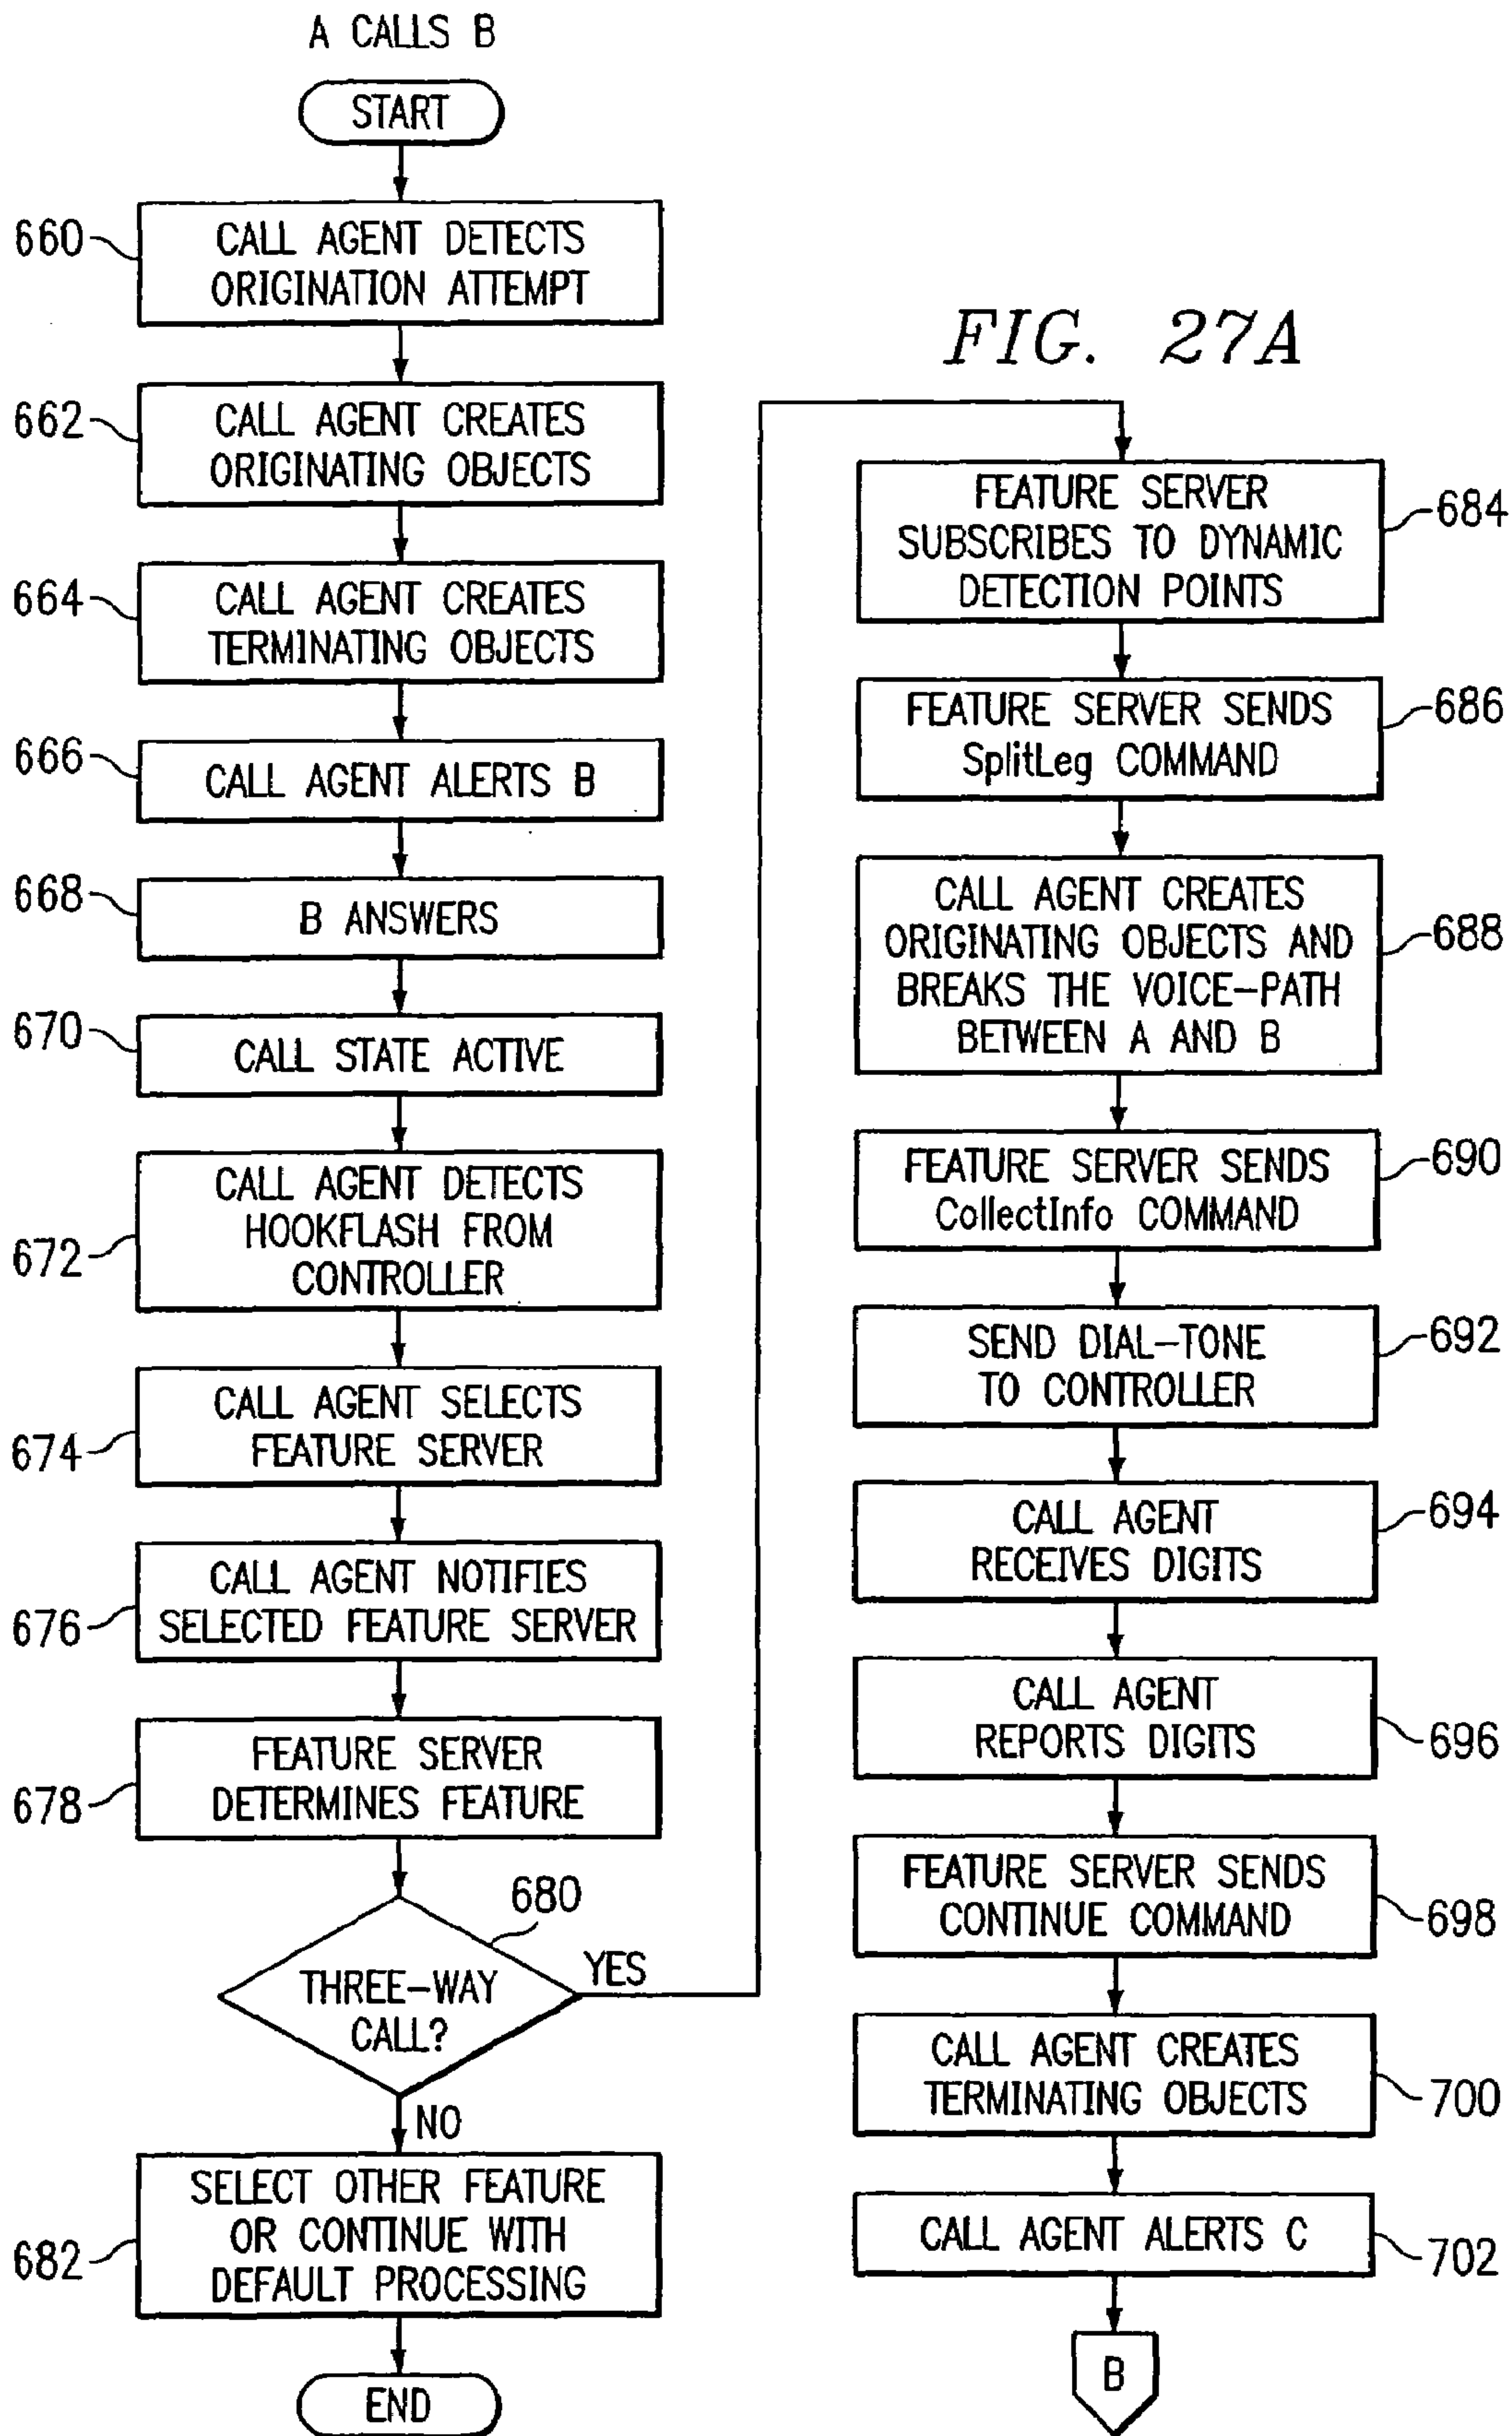 A CALLS B
START
660
CALL AGENT DETECTS
ORIGINATION ATTEMPT
662
CALL AGENT CREATES
ORIGINATING OBJECTS
664
CALL AGENT CREATES
TERMINATING OBJECTS
666
CALL AGENT ALERTS B
668
B ANSWERS
670
CALL STATE ACTIVE
672
CALL AGENT DETECTS
HOOKFLASH FROM
CONTROLLER
674
CALL AGENT SELECTS
FEATURE SERVER
676
CALL AGENT NOTIFIES
SELECTED FEATURE SERVER
678
FEATURE SERVER
DETERMINES FEATURE
680
THREE-WAY
CALL?
YES
NO
682
SELECT OTHER FEATURE
OR CONTINUE WITH
DEFAULT PROCESSING
END
FIG. 27A
FEATURE SERVER
SUBSCRIBES TO DYNAMIC
DETECTION POINTS
684
FEATURE SERVER SENDS
SplitLeg COMMAND
686
CALL AGENT CREATES
ORIGINATING OBJECTS AND
BREAKS THE VOICE-PATH
BETWEEN A AND B
688
FEATURE SERVER SENDS
CollectInfo COMMAND
690
SEND DIAL-TONE
TO CONTROLLER
692
CALL AGENT
RECEIVES DIGITS
694
CALL AGENT
REPORTS DIGITS
696
FEATURE SERVER SENDS
CONTINUE COMMAND
698
CALL AGENT CREATES
TERMINATING OBJECTS
700
CALL AGENT ALERTS C
702
B